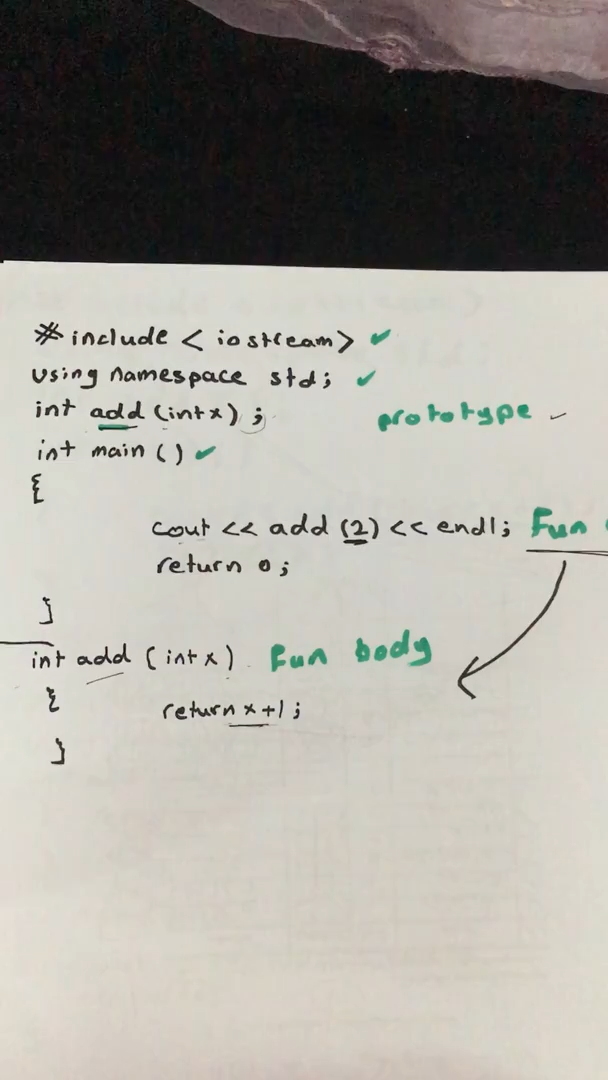 # include < iostream>
using namespace std;
int add (int x) ; prototype
int main ()
{
cout << add (2) << endl; Fun
return 0;
}
int add (int x) Fun body
{
return x+1;
}